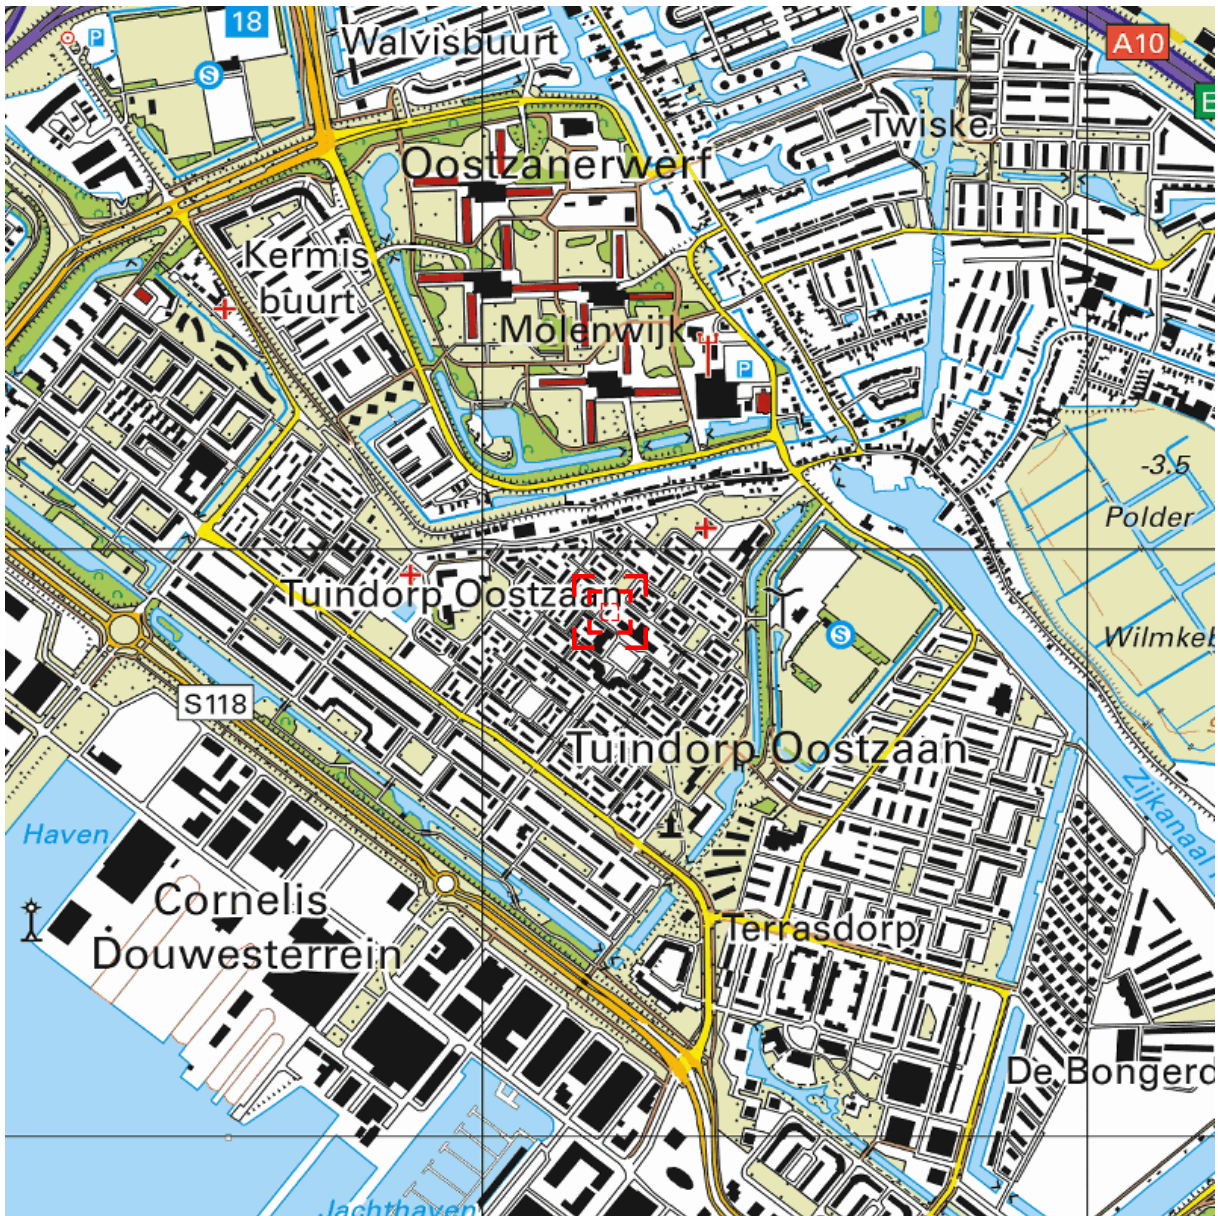 18
P
S
Walvisbuurt
A10
E
Twiske
Oostzanerwerf
Kermis
buurt
Molenwijk
P
-3.5
Polder
Tuindorp Oostzaan
S
S118
Tuindorp Oostzaan
Haven
Zijkanaal I
Cornelis
Douwesterrein
Terrasdorp
De Bongerd
Jachthaven